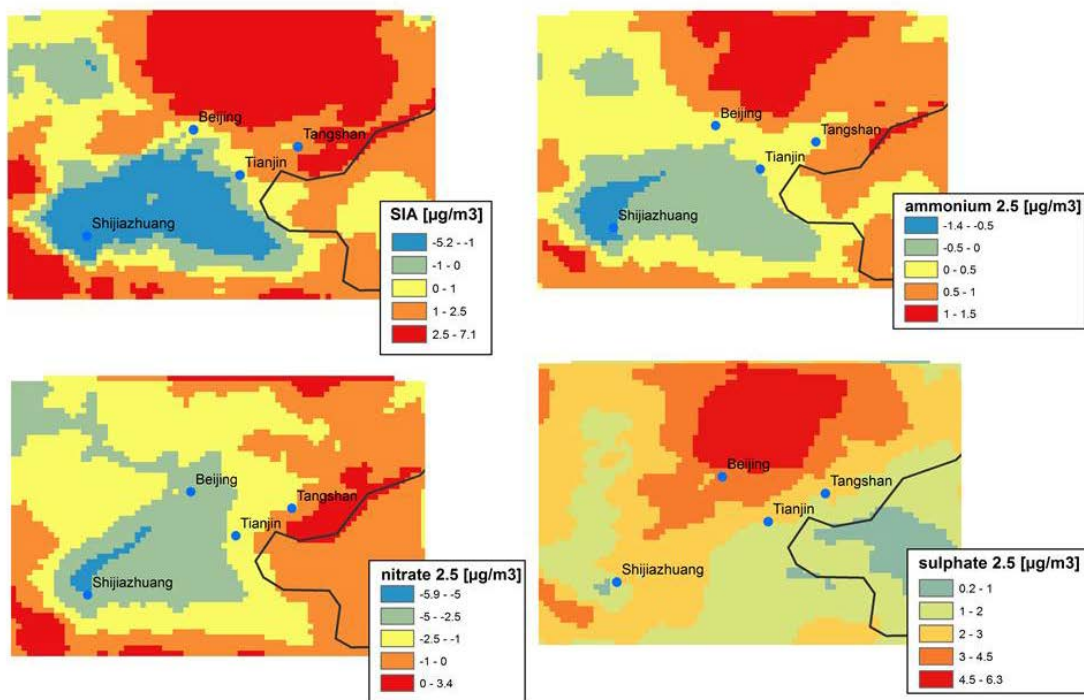 Beijing
Tangshan
Tianjin
Shijiazhuang
SIA [µg/m3]
-5.2 - -1
-1 - 0
0 - 1
1 - 2.5
2.5 - 7.1
Beijing
Tangshan
Tianjin
Shijiazhuang
ammonium 2.5 [µg/m3]
-1.4 - -0.5
-0.5 - 0
0 - 0.5
0.5 - 1
1 - 1.5
Beijing
Tangshan
Tianjin
Shijiazhuang
nitrate 2.5 [µg/m3]
-5.9 - -5
-5 - -2.5
-2.5 - -1
-1 - 0
0 - 3.4
Beijing
Tangshan
Tianjin
Shijiazhuang
sulphate 2.5 [µg/m3]
0.2 - 1
1 - 2
2 - 3
3 - 4.5
4.5 - 6.3